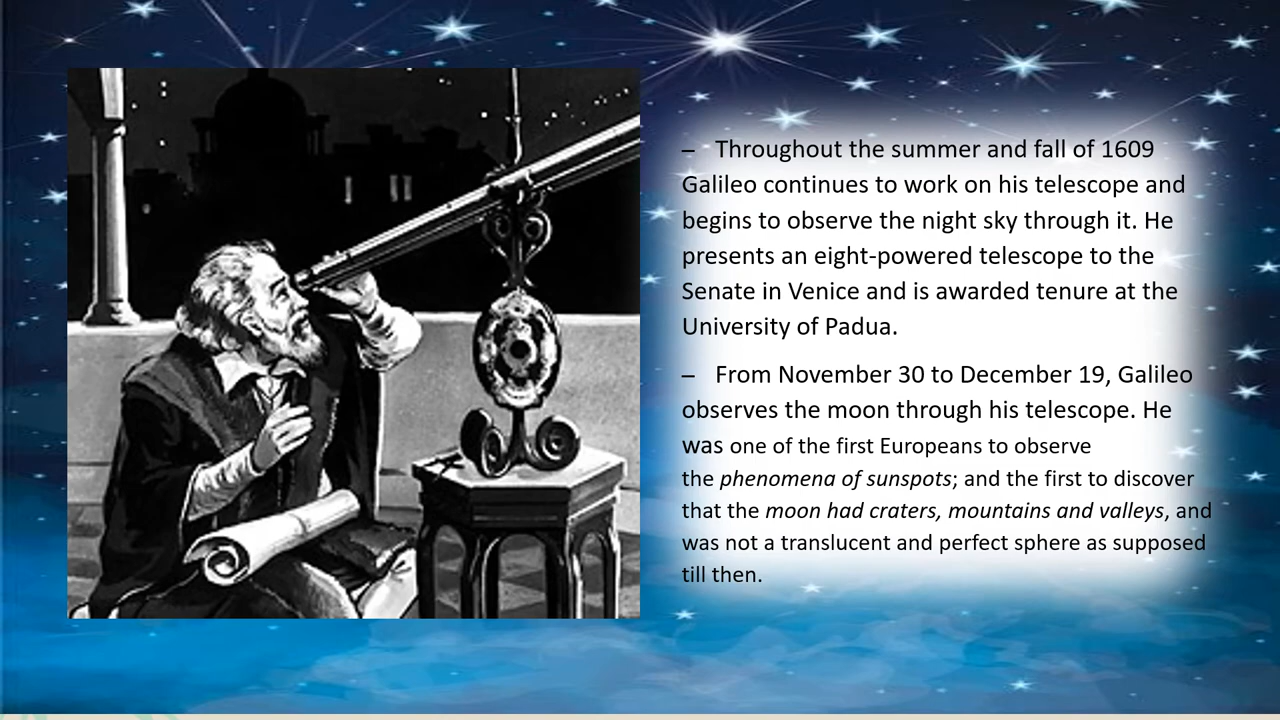 – Throughout the summer and fall of 1609
Galileo continues to work on his telescope and
begins to observe the night sky through it. He
presents an eight-powered telescope to the
Senate in Venice and is awarded tenure at the
University of Padua.
– From November 30 to December 19, Galileo
observes the moon through his telescope. He
was one of the first Europeans to observe
the phenomena of sunspots; and the first to discover
that the moon had craters, mountains and valleys, and
was not a translucent and perfect sphere as supposed
till then.